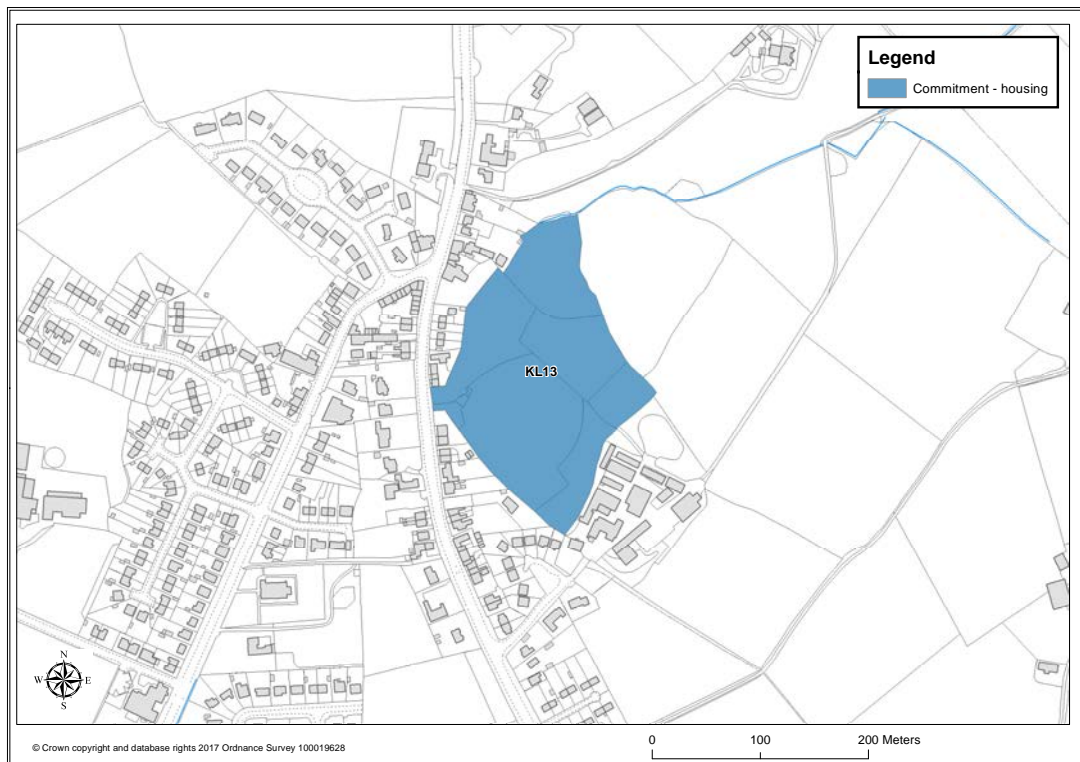 Legend
Commitment - housing
KL13
N
W E
S
© Crown copyright and database rights 2017 Ordnance Survey 100019628
0 100 200 Meters